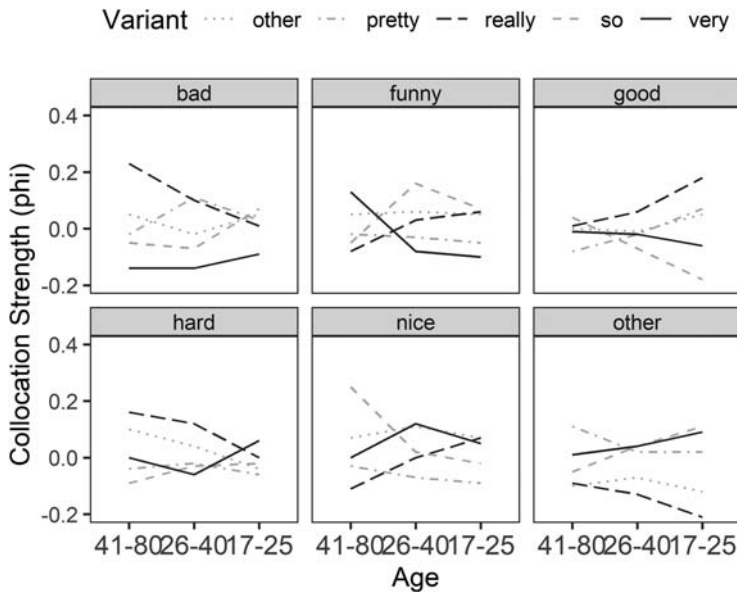 Variant other pretty really so very
bad funny good
0.4
0.2
0.0
-0.2
hard nice other
0.4
0.2
0.0
-0.2
Collocation Strength (phi)
41-80 26-40 17-25 41-80 26-40 17-25 41-80 26-40 17-25
Age